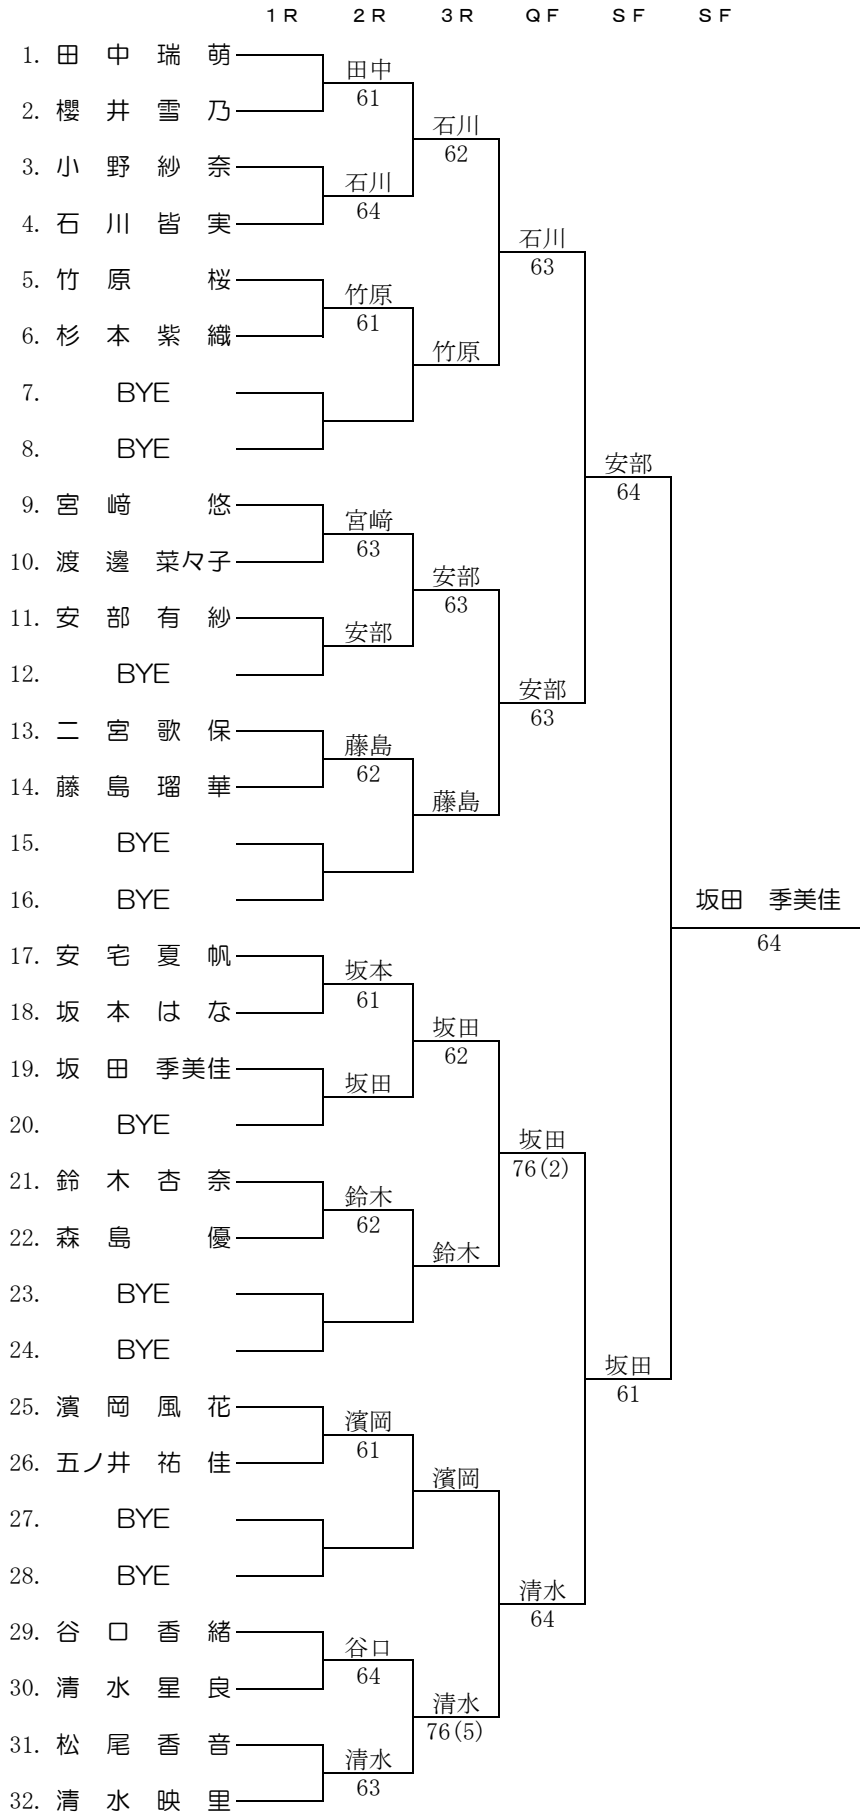 1R 2R 3R QF SF SF
1. 田中瑞萌
田中
61
2. 櫻井雪乃
石川
62
3. 小野紗奈
石川
64
4. 石川皆実
石川
63
5. 竹原桜
竹原
61
6. 杉本紫織
竹原
7. BYE
8. BYE
安部
64
9. 宮﨑悠
宮﨑
63
10. 渡邊菜々子
安部
63
11. 安部有紗
安部
12. BYE
安部
63
13. 二宮歌保
藤島
62
14. 藤島瑠華
藤島
15. BYE
16. BYE
坂田 季美佳
64
17. 安宅夏帆
坂本
61
18. 坂本はな
坂田
62
19. 坂田季美佳
坂田
20. BYE
坂田
76(2)
21. 鈴木杏奈
鈴木
62
22. 森島優
鈴木
23. BYE
24. BYE
坂田
61
25. 濱岡風花
濱岡
61
26. 五ノ井祐佳
濱岡
27. BYE
28. BYE
清水
64
29. 谷口香緒
谷口
64
30. 清水星良
清水
76(5)
31. 松尾香音
清水
63
32. 清水映里